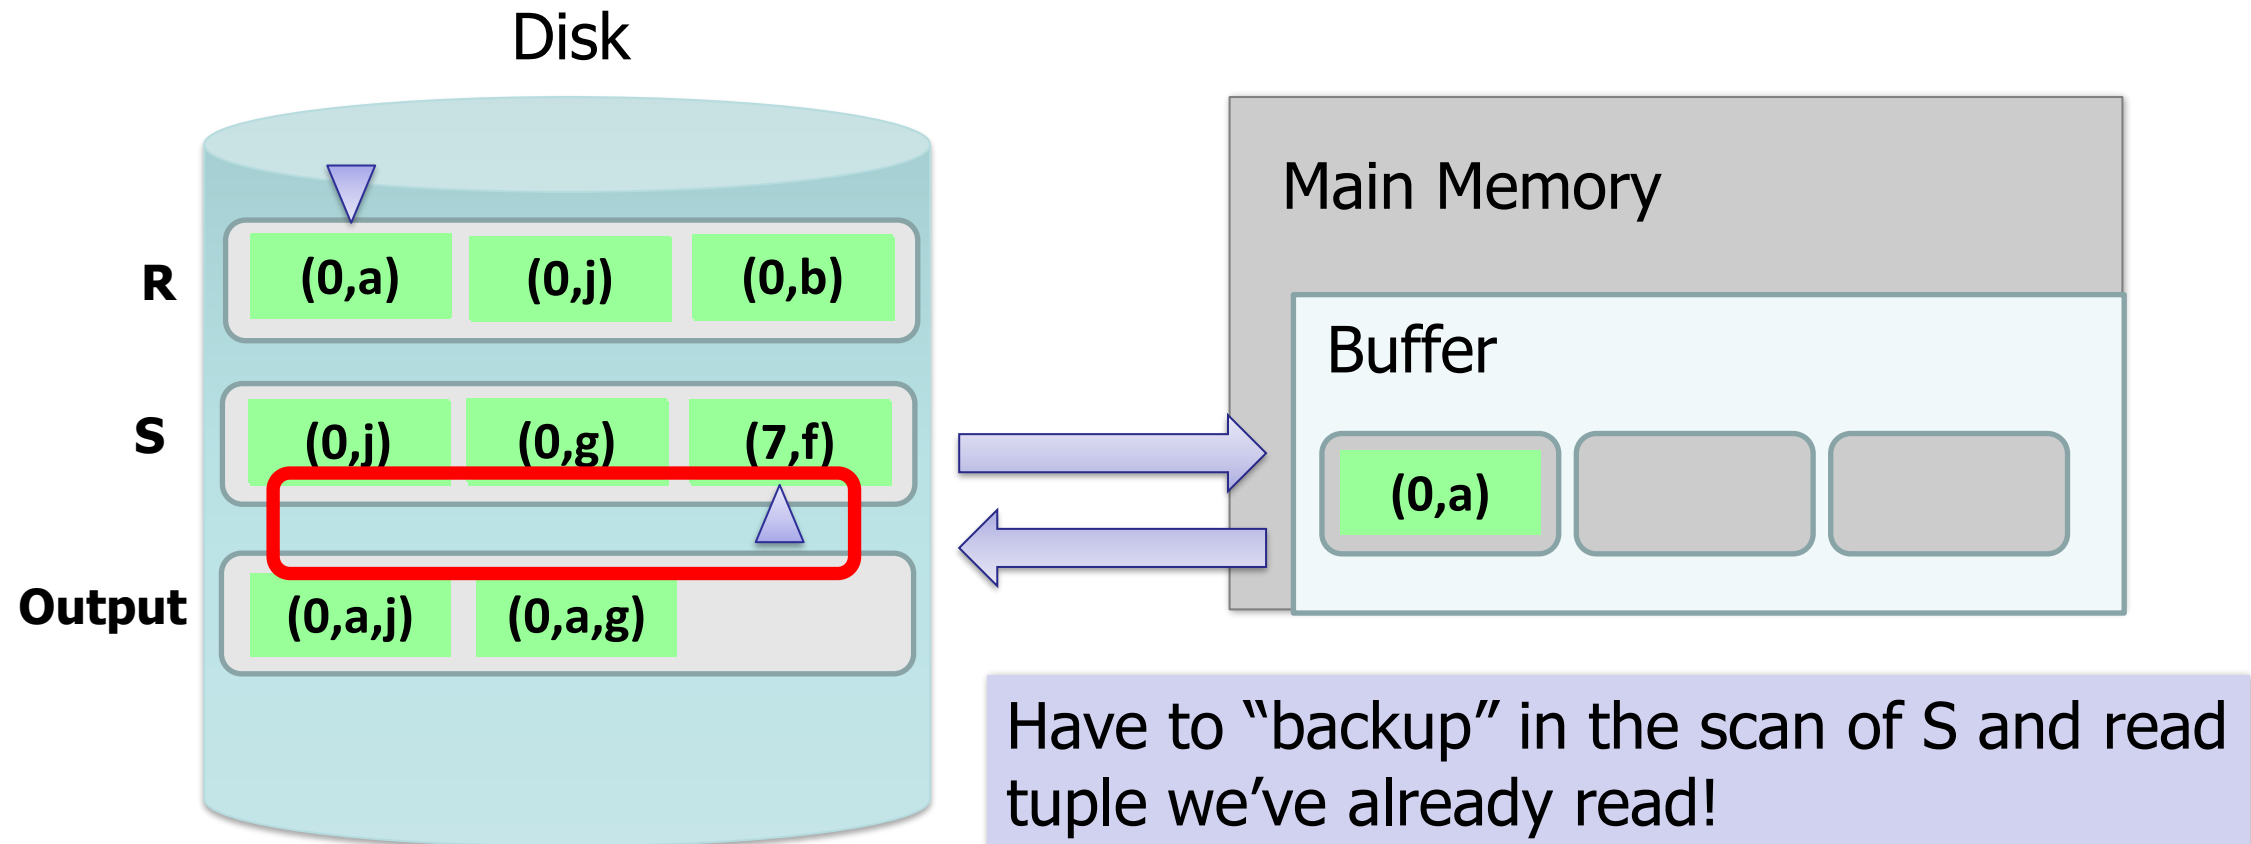 Disk
Main Memory
R
(0,a) (0,j) (0,b)
Buffer
S
(0,j) (0,g) (7,f)
(0,a)
Output
(0,a,j) (0,a,g)
Have to “backup” in the scan of S and read
tuple we’ve already read!